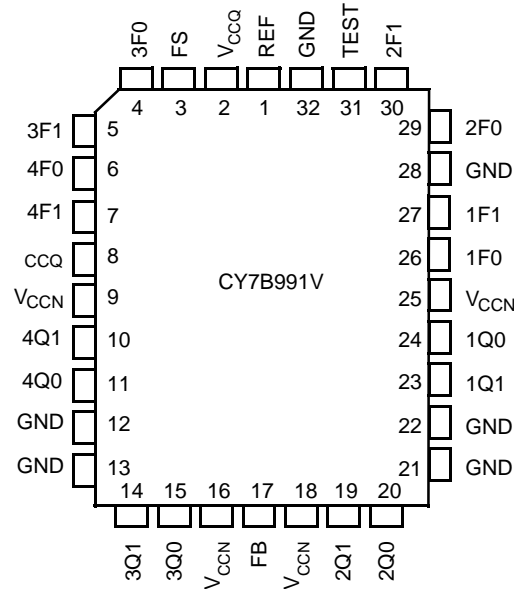 3F0 FS VCCQ REF GND TEST 2F1
4 3 2 1 32 31 30
3F1 5 29 2F0
4F0 6 28 GND
4F1 7 27 1F1
CCQ 8 26 1F0
VCCN 9 CY7B991V 25 VCCN
4Q1 10 24 1Q0
4Q0 11 23 1Q1
GND 12 22 GND
GND 13 21 GND
14 15 16 17 18 19 20
3Q1 3Q0 VCCN FB VCCN 2Q1 2Q0